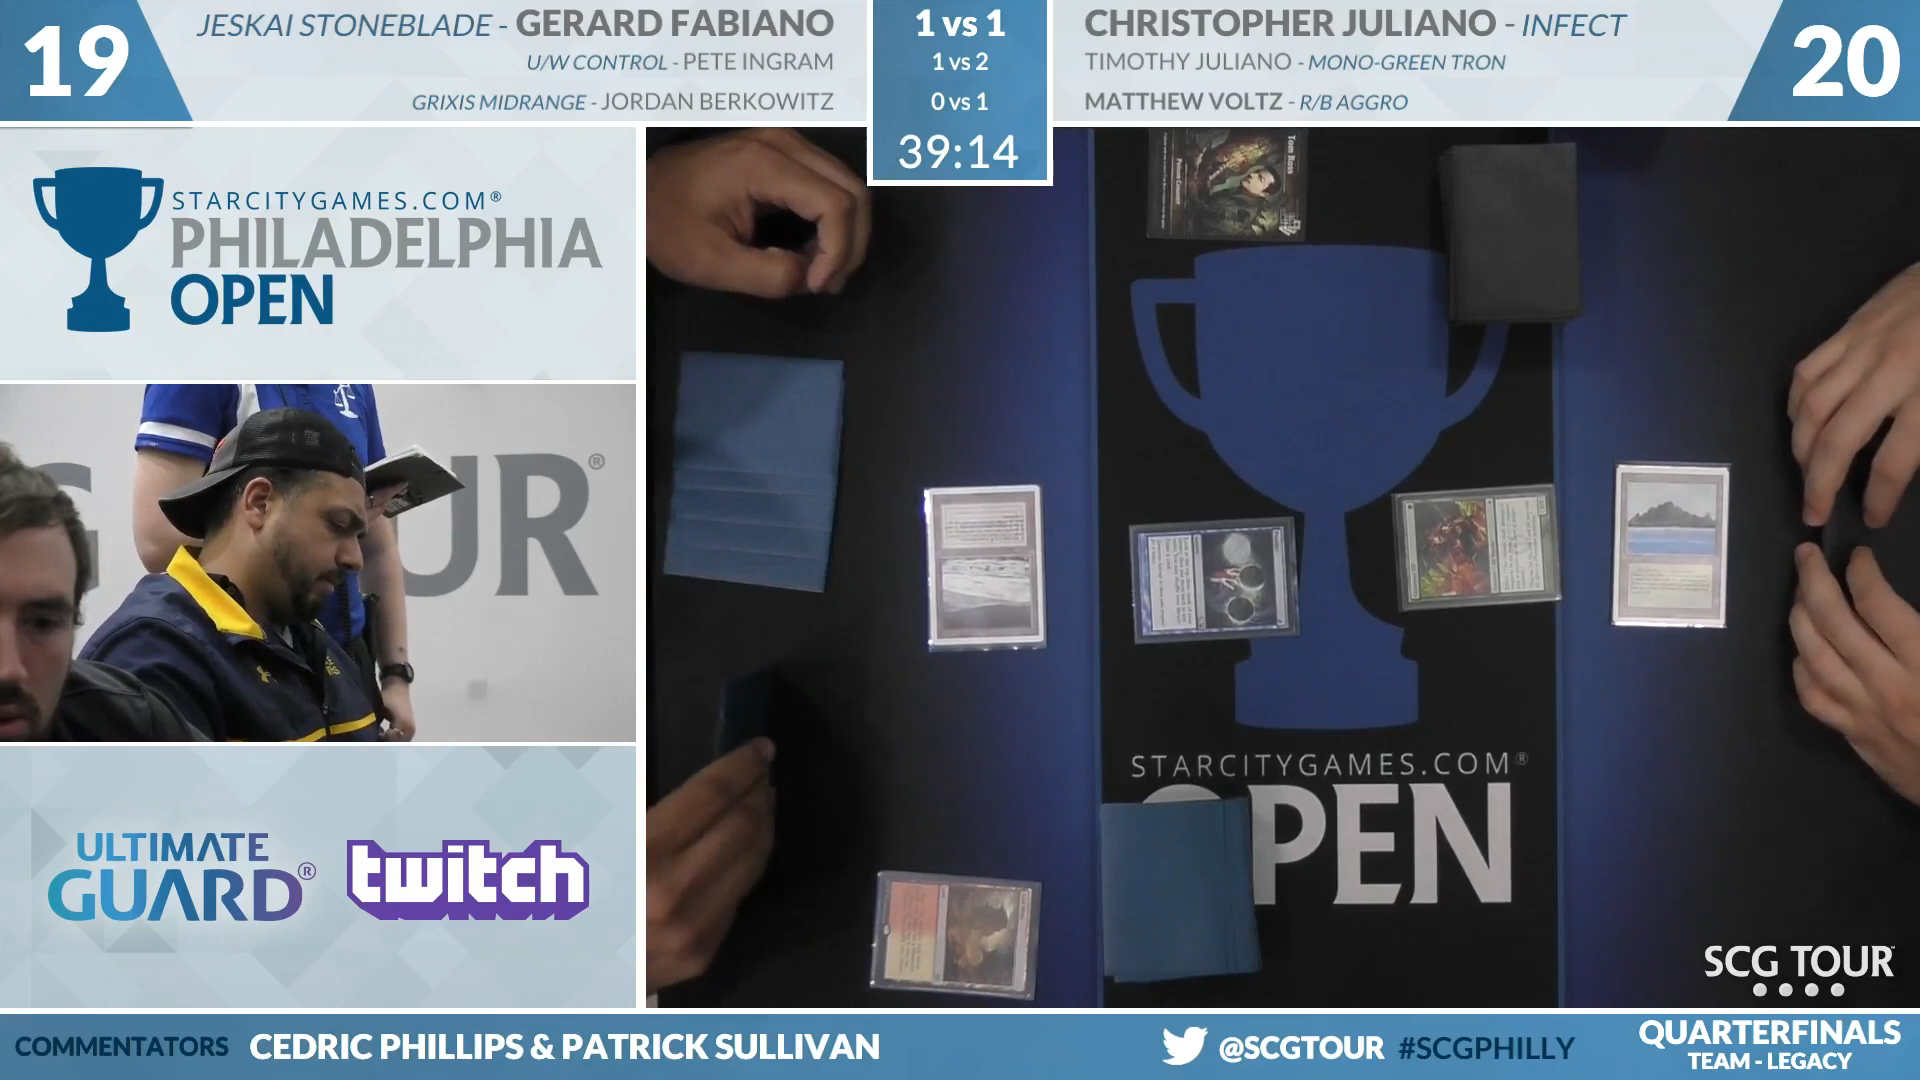 19
JESKAI STONEBLADE - GERARD FABIANO
U/W CONTROL - PETE INGRAM
GRIXIS MIDRANGE - JORDAN BERKOWITZ
1 vs 1
1 vs 2
0 vs 1
39:14
CHRISTOPHER JULIANO - INFECT
TIMOTHY JULIANO - MONO-GREEN TRON
MATTHEW VOLTZ - R/B AGGRO
20
STARCITYGAMES.COM®
PHILADELPHIA
OPEN
UR®
ULTIMATE
GUARD®
twitch
Tom Ross
STARCITYGAMES.COM®
OPEN
SCG TOUR
COMMENTATORS CEDRIC PHILLIPS & PATRICK SULLIVAN
@SCGTOUR #SCGPHILLY
QUARTERFINALS
TEAM - LEGACY